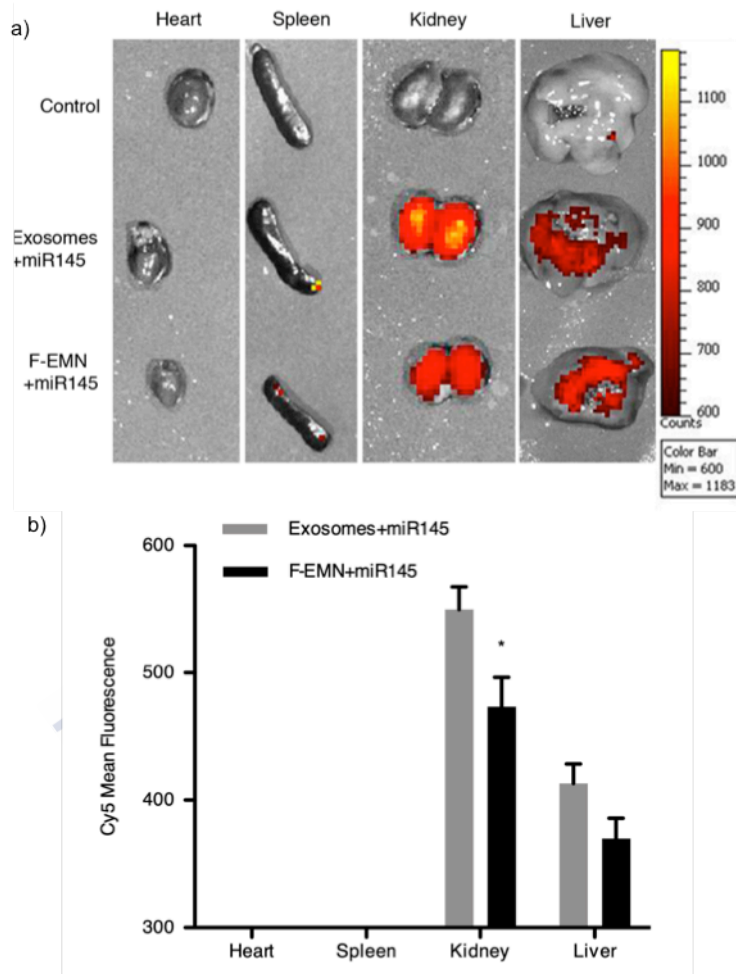 a)
Heart Spleen Kidney Liver
Control
Exosomes
+miR145
F-EMN
+miR145
1100
1000
900
800
700
600
Counts
Color Bar
Min = 600
Max = 1183
b)
Exosomes+miR145
F-EMN+miR145
600
500
400
300
Cy5 Mean Fluorescence
*
Heart Spleen Kidney Liver